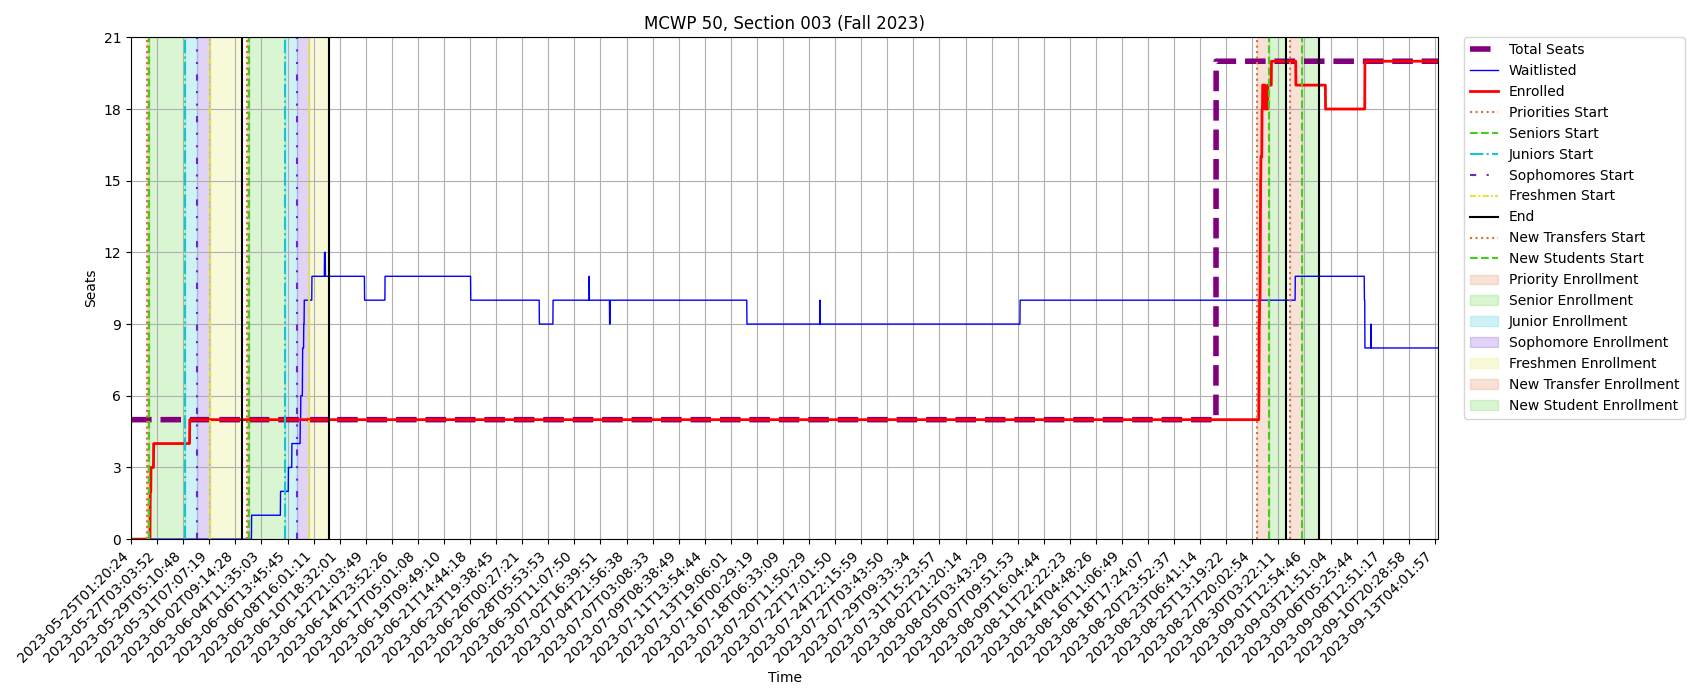 MCWP 50, Section 003 (Fall 2023)
Seats
21
18
15
12
9
6
3
0
2023-05-25T01:20:24
2023-05-27T03:03:52
2023-05-29T05:10:48
2023-05-31T07:07:19
2023-06-02T09:14:28
2023-06-04T11:35:03
2023-06-06T13:45:45
2023-06-08T16:01:11
2023-06-10T18:32:01
2023-06-12T21:03:49
2023-06-14T23:52:26
2023-06-17T05:01:08
2023-06-19T09:49:10
2023-06-21T14:44:18
2023-06-23T19:38:45
2023-06-26T00:27:21
2023-06-28T05:53:53
2023-06-30T11:07:50
2023-07-02T16:39:51
2023-07-04T21:56:38
2023-07-07T03:08:33
2023-07-09T08:38:49
2023-07-11T13:54:44
2023-07-13T19:06:01
2023-07-16T00:29:19
2023-07-18T06:33:09
2023-07-20T11:50:29
2023-07-22T17:01:50
2023-07-24T22:15:59
2023-07-27T03:43:50
2023-07-29T09:33:34
2023-07-31T15:23:57
2023-08-02T21:20:14
2023-08-05T03:43:29
2023-08-07T09:51:53
2023-08-09T16:04:44
2023-08-11T22:22:23
2023-08-14T04:48:26
2023-08-16T11:06:49
2023-08-18T17:24:07
2023-08-20T23:52:37
2023-08-23T06:41:14
2023-08-25T13:19:22
2023-08-27T20:02:54
2023-08-30T03:22:11
2023-09-01T12:54:46
2023-09-03T21:51:04
2023-09-06T05:25:44
2023-09-08T12:51:17
2023-09-10T20:28:58
2023-09-13T04:01:57
Time
Total Seats
Waitlisted
Enrolled
Priorities Start
Seniors Start
Juniors Start
Sophomores Start
Freshmen Start
End
New Transfers Start
New Students Start
Priority Enrollment
Senior Enrollment
Junior Enrollment
Sophomore Enrollment
Freshmen Enrollment
New Transfer Enrollment
New Student Enrollment